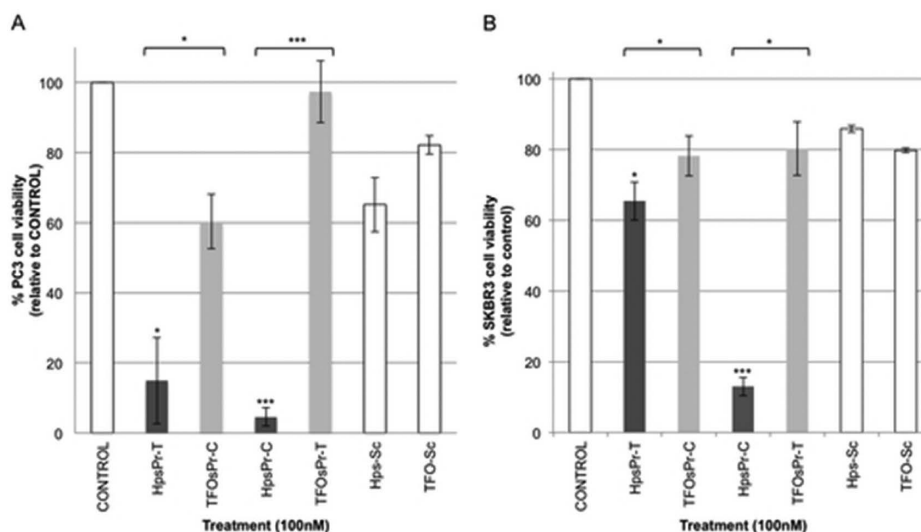 A
* ***
% PC3 cell viability
(relative to CONTROL)
100
80
60
40
20
0
*
***
CONTROL
HpsPr-T
TFOsPr-C
HpsPr-C
TFOsPr-T
Hps-Sc
TFO-Sc
Treatment (100nM)
B
* *
% SKBR3 cell viability
(relative to control)
100
80
60
40
20
0
*
***
CONTROL
HpsPr-T
TFOsPr-C
HpsPr-C
TFOsPr-T
Hps-Sc
TFO-Sc
Treatment (100nM)